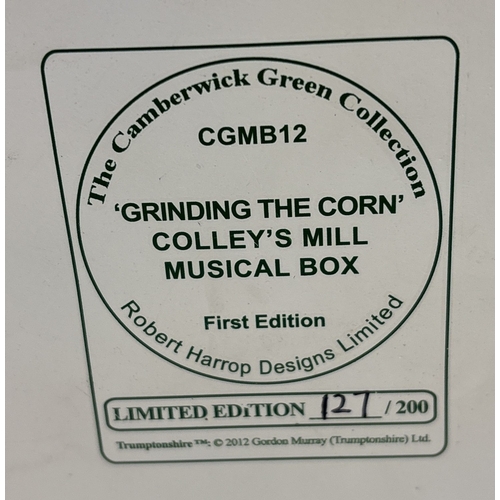 The Camberwick Green Collection
CGMB12
'GRINDING THE CORN'
COLLEY'S MILL
MUSICAL BOX
First Edition
Robert Harrop Designs Limited
LIMITED EDITION 127 / 200
Trumptonshire™: © 2012 Gordon Murray (Trumptonshire) Ltd.